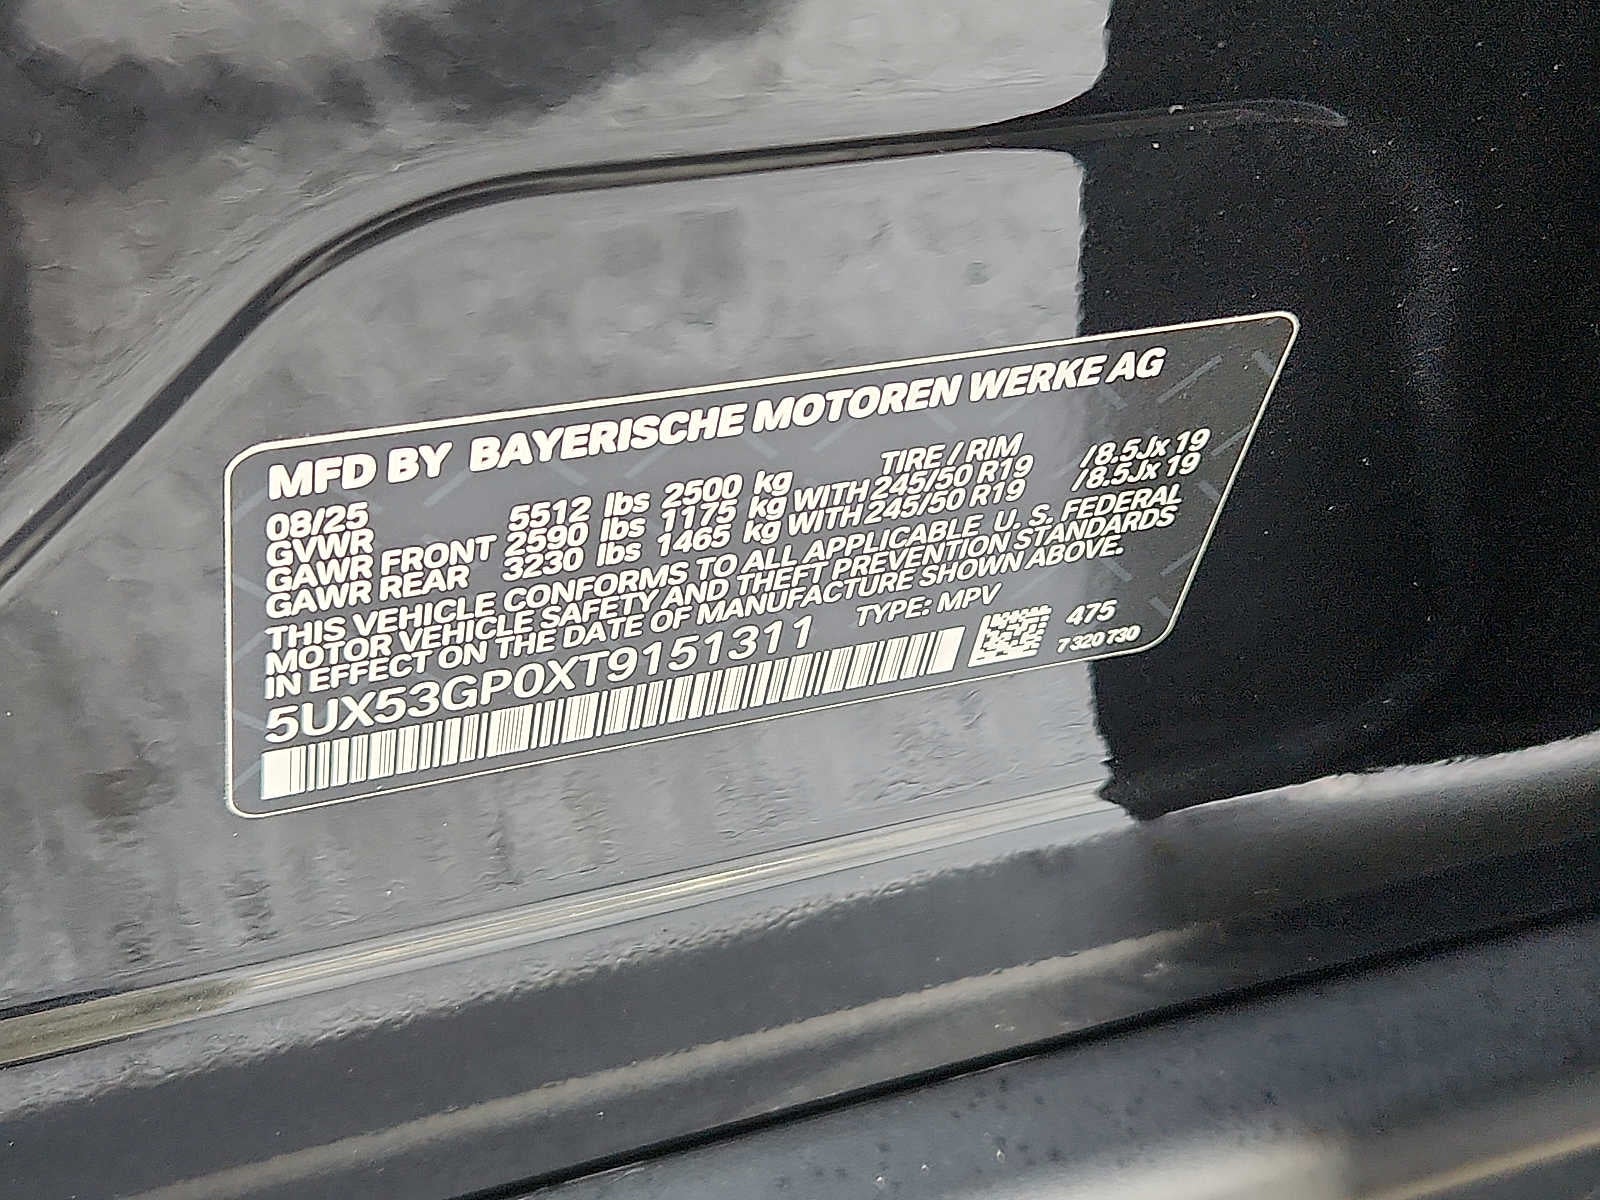 MFD BY BAYERISCHE MOTOREN WERKE AG
08/25 TIRE / RIM
GVWR 5512 lbs 2500 kg
GAWR FRONT 2590 lbs 1175 kg WITH 245/50 R19 /8.5Jx 19
GAWR REAR 3230 lbs 1465 kg WITH 245/50 R19 /8.5Jx 19
THIS VEHICLE CONFORMS TO ALL APPLICABLE U. S. FEDERAL
MOTOR VEHICLE SAFETY AND THEFT PREVENTION STANDARDS
IN EFFECT ON THE DATE OF MANUFACTURE SHOWN ABOVE.
5UX53GP0XT9151311 TYPE: MPV
475
7 320 730